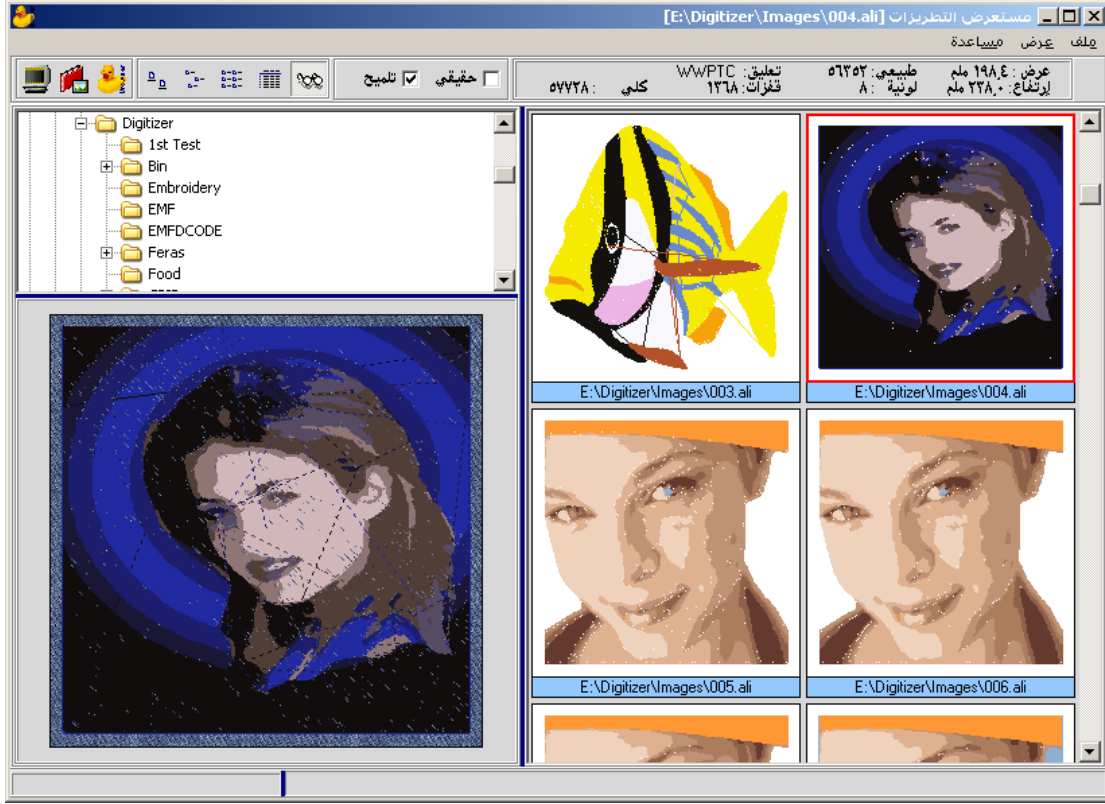 مستعرض التطريزات [E:\Digitizer\Images\004.ali]
ملف عرض مساعدة
عرض : ١٩٨,٤ ملم طبيعي: ٥٦٣٥٢ تعليق: WWPTC
إرتفاع: ٢٣٨,٠ ملم لونية : ٨ قفزات: ١٣٦٨ كلي : ٥٧٧٢٨
حقيقي تلميح
Digitizer
1st Test
Bin
Embroidery
EMF
EMFDCODE
Feras
Food
E:\Digitizer\Images\003.ali
E:\Digitizer\Images\004.ali
E:\Digitizer\Images\005.ali
E:\Digitizer\Images\006.ali